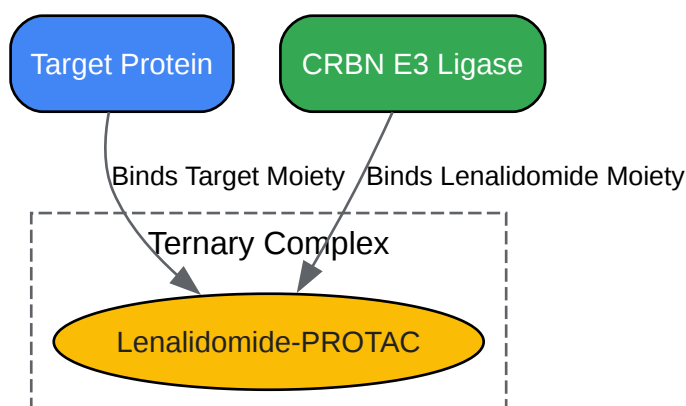 Target Protein
CRBN E3 Ligase
Binds Target Moiety
Binds Lenalidomide Moiety
Ternary Complex
Lenalidomide-PROTAC